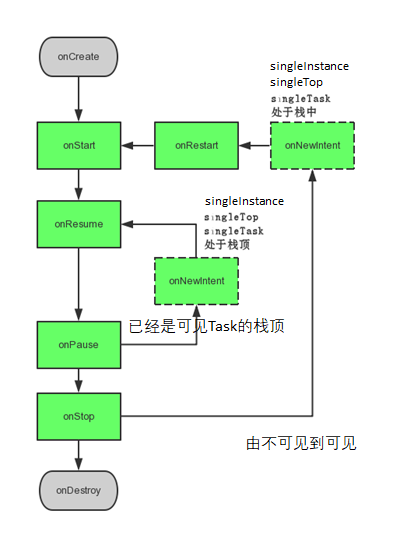 onCreate
singleInstance
singleTop
singleTask
处于栈中
onStart
onRestart
onNewIntent
onResume
singleInstance
singleTop
singleTask
处于栈顶
onNewIntent
已经是可见Task的栈顶
onPause
onStop
由不可见到可见
onDestroy